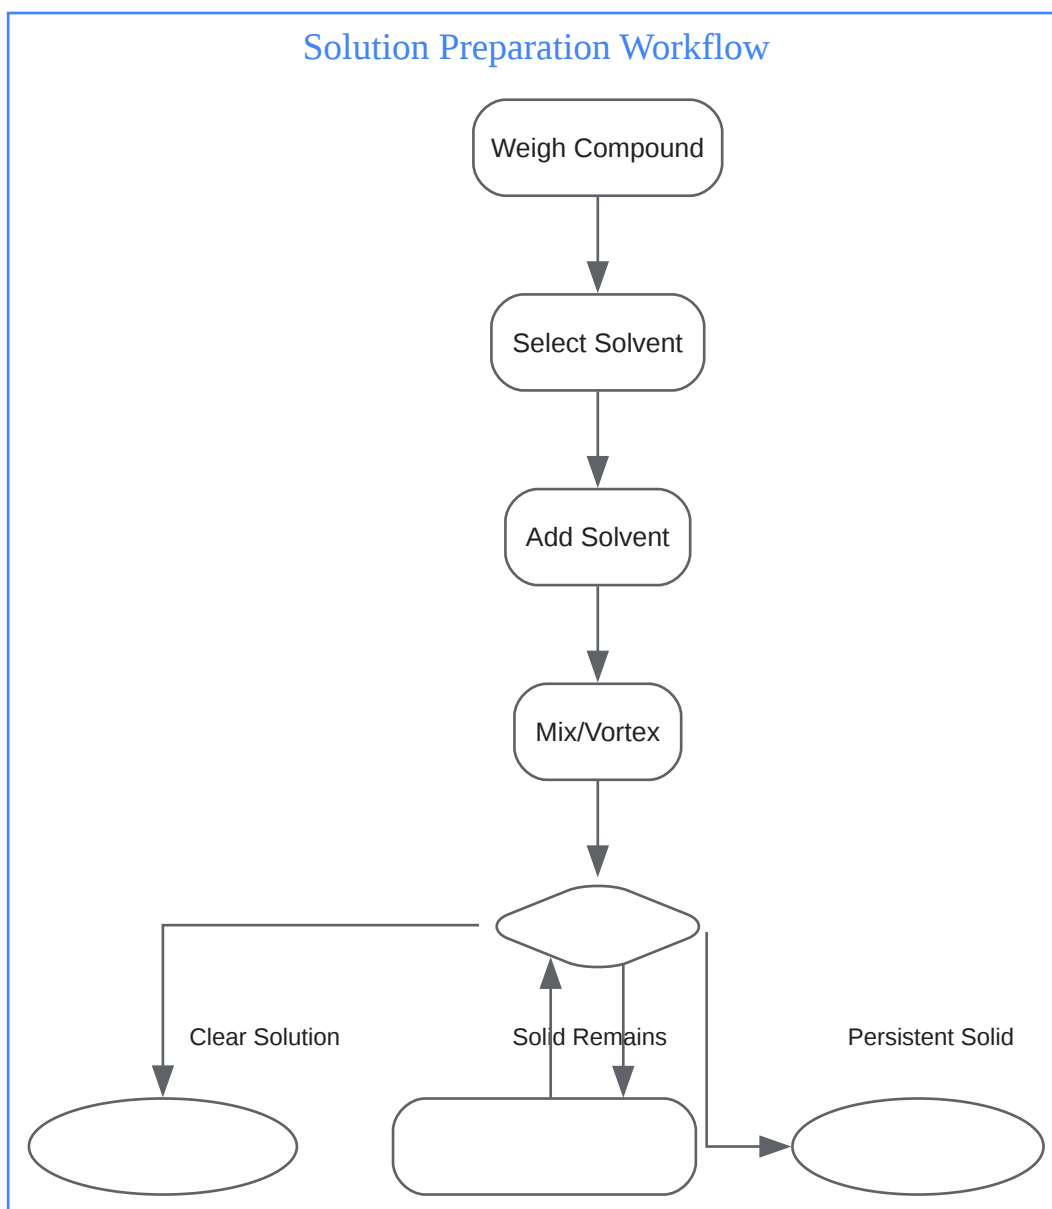 Solution Preparation Workflow
Weigh Compound
Select Solvent
Add Solvent
Mix/Vortex
Clear Solution
Solid Remains
Persistent Solid